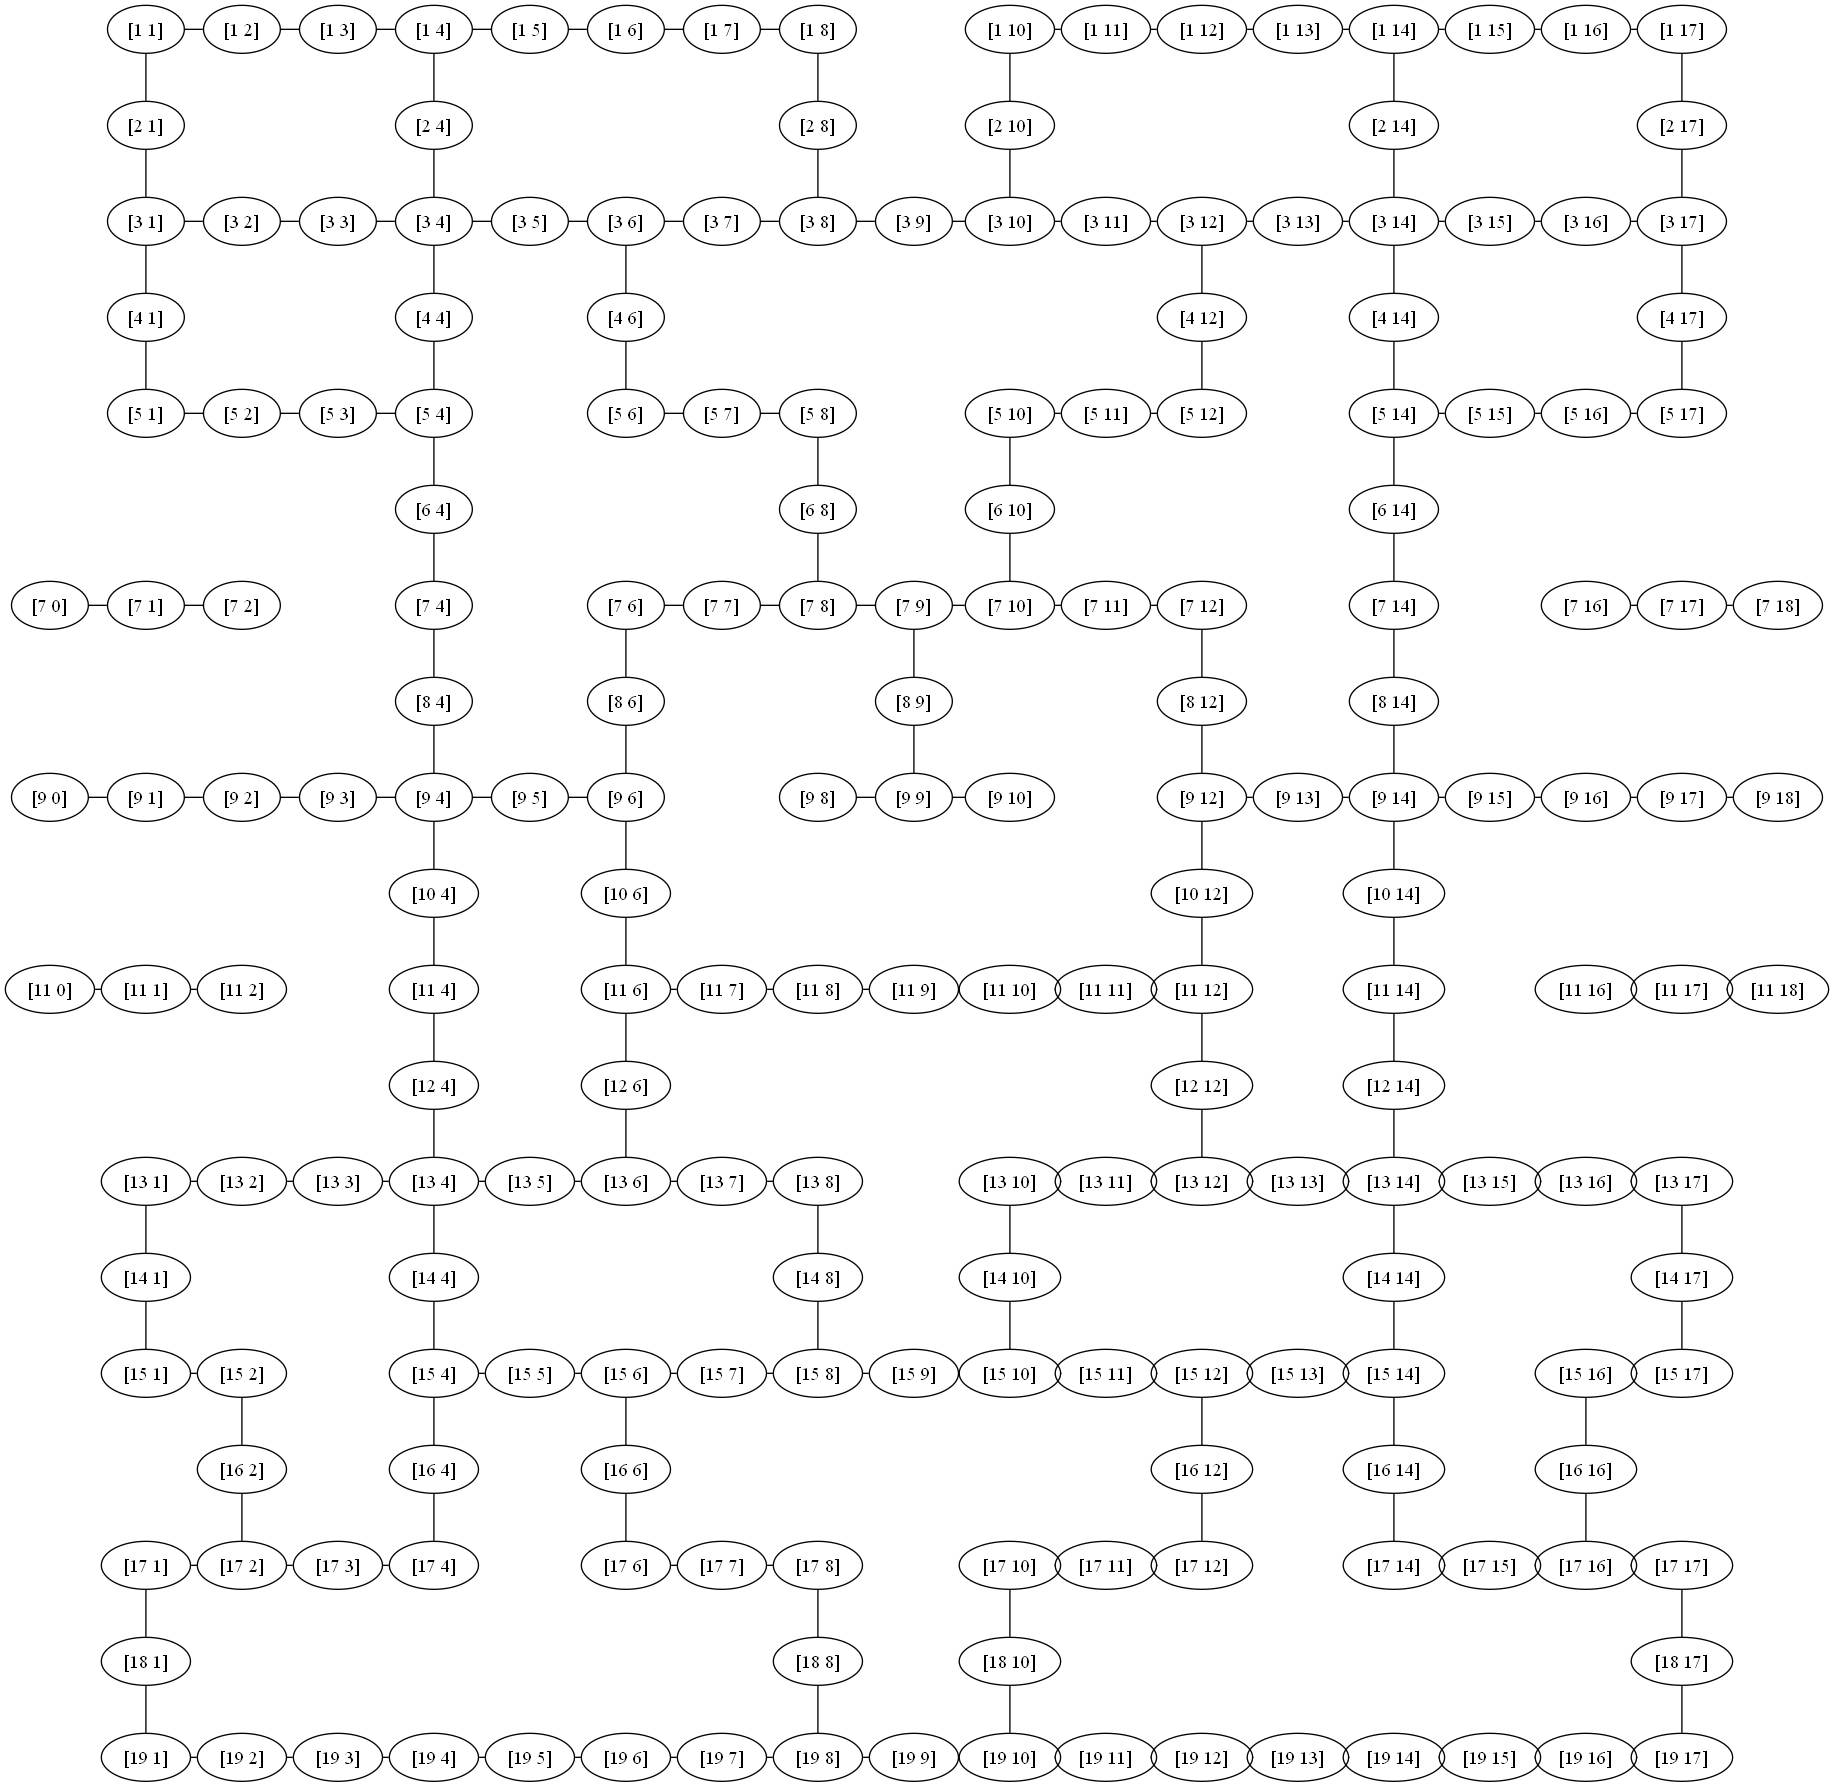 [1 1] [1 2] [1 3] [1 4] [1 5] [1 6] [1 7] [1 8] [1 10] [1 11] [1 12] [1 13] [1 14] [1 15] [1 16] [1 17]
[2 1] [2 4] [2 8] [2 10] [2 14] [2 17]
[3 1] [3 2] [3 3] [3 4] [3 5] [3 6] [3 7] [3 8] [3 9] [3 10] [3 11] [3 12] [3 13] [3 14] [3 15] [3 16] [3 17]
[4 1] [4 4] [4 6] [4 12] [4 14] [4 17]
[5 1] [5 2] [5 3] [5 4] [5 6] [5 7] [5 8] [5 10] [5 11] [5 12] [5 14] [5 15] [5 16] [5 17]
[6 4] [6 8] [6 10] [6 14]
[7 0] [7 1] [7 2] [7 4] [7 6] [7 7] [7 8] [7 9] [7 10] [7 11] [7 12] [7 14] [7 16] [7 17] [7 18]
[8 4] [8 6] [8 9] [8 12] [8 14]
[9 0] [9 1] [9 2] [9 3] [9 4] [9 5] [9 6] [9 8] [9 9] [9 10] [9 12] [9 13] [9 14] [9 15] [9 16] [9 17] [9 18]
[10 4] [10 6] [10 12] [10 14]
[11 0] [11 1] [11 2] [11 4] [11 6] [11 7] [11 8] [11 9] [11 10] [11 11] [11 12] [11 14] [11 16] [11 17] [11 18]
[12 4] [12 6] [12 12] [12 14]
[13 1] [13 2] [13 3] [13 4] [13 5] [13 6] [13 7] [13 8] [13 10] [13 11] [13 12] [13 13] [13 14] [13 15] [13 16] [13 17]
[14 1] [14 4] [14 8] [14 10] [14 14] [14 17]
[15 1] [15 2] [15 4] [15 5] [15 6] [15 7] [15 8] [15 9] [15 10] [15 11] [15 12] [15 13] [15 14] [15 16] [15 17]
[16 2] [16 4] [16 6] [16 12] [16 14] [16 16]
[17 1] [17 2] [17 3] [17 4] [17 6] [17 7] [17 8] [17 10] [17 11] [17 12] [17 14] [17 15] [17 16] [17 17]
[18 1] [18 8] [18 10] [18 17]
[19 1] [19 2] [19 3] [19 4] [19 5] [19 6] [19 7] [19 8] [19 9] [19 10] [19 11] [19 12] [19 13] [19 14] [19 15] [19 16] [19 17]